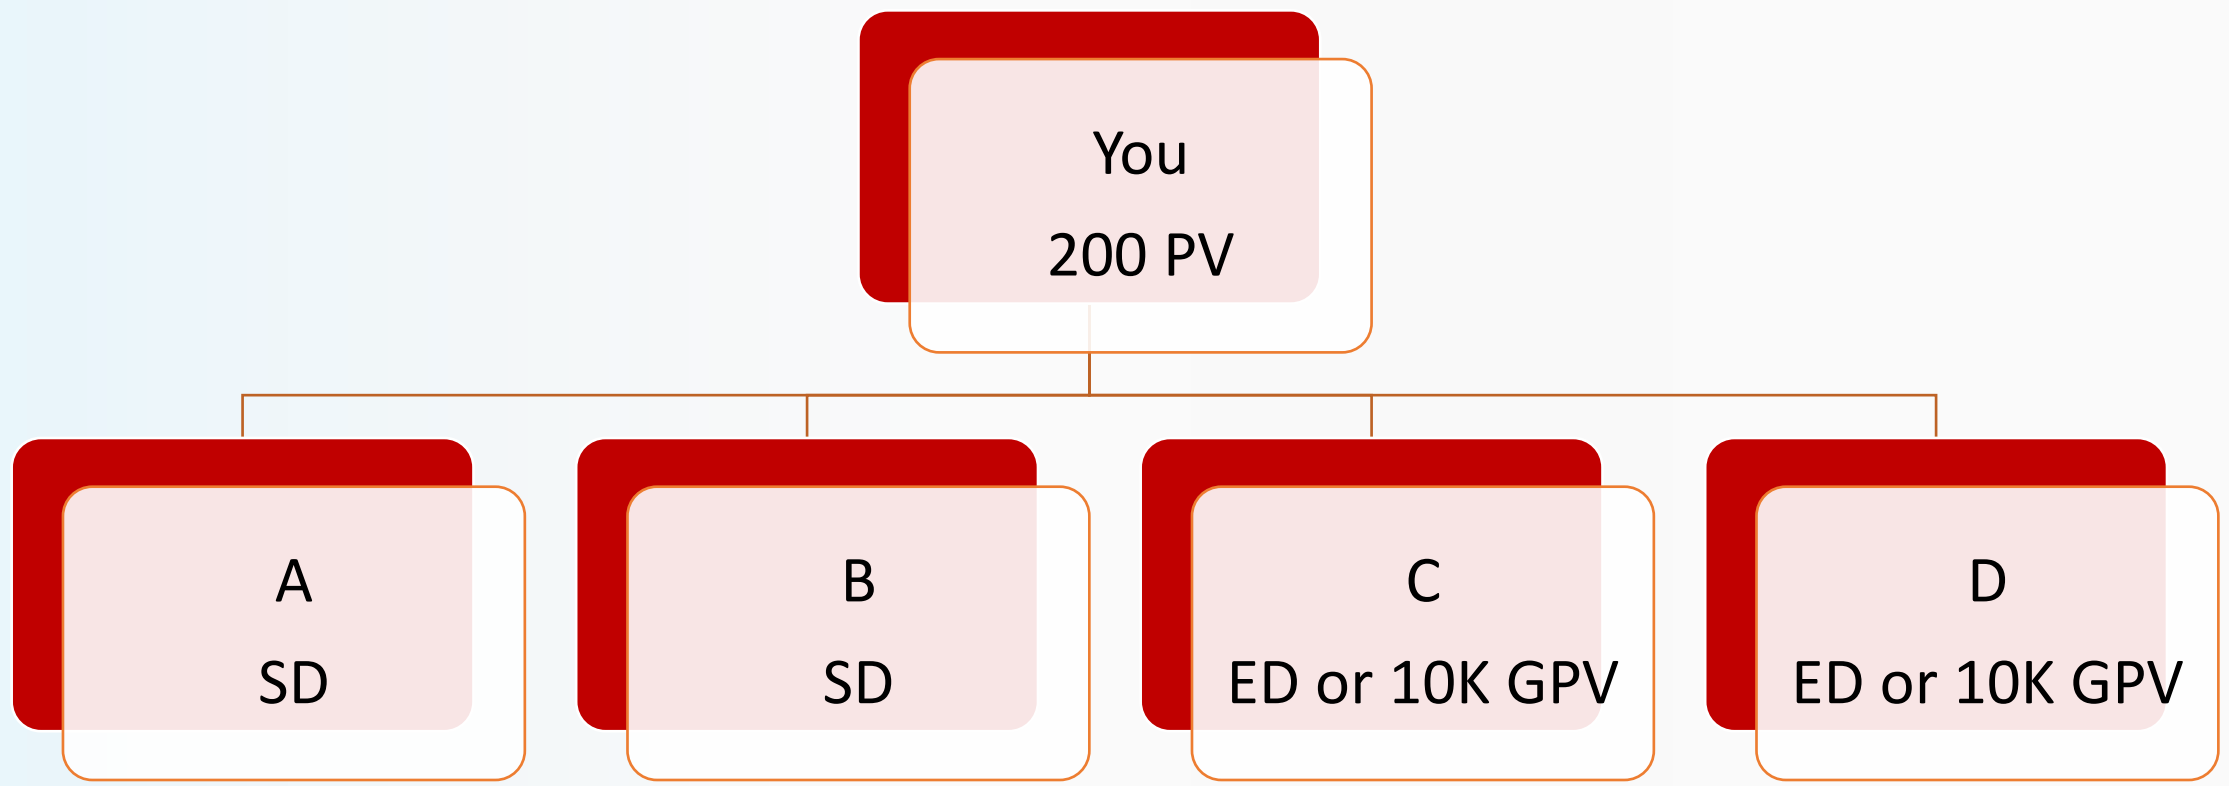 You
200 PV
A
SD
B
SD
C
ED or 10K GPV
D
ED or 10K GPV